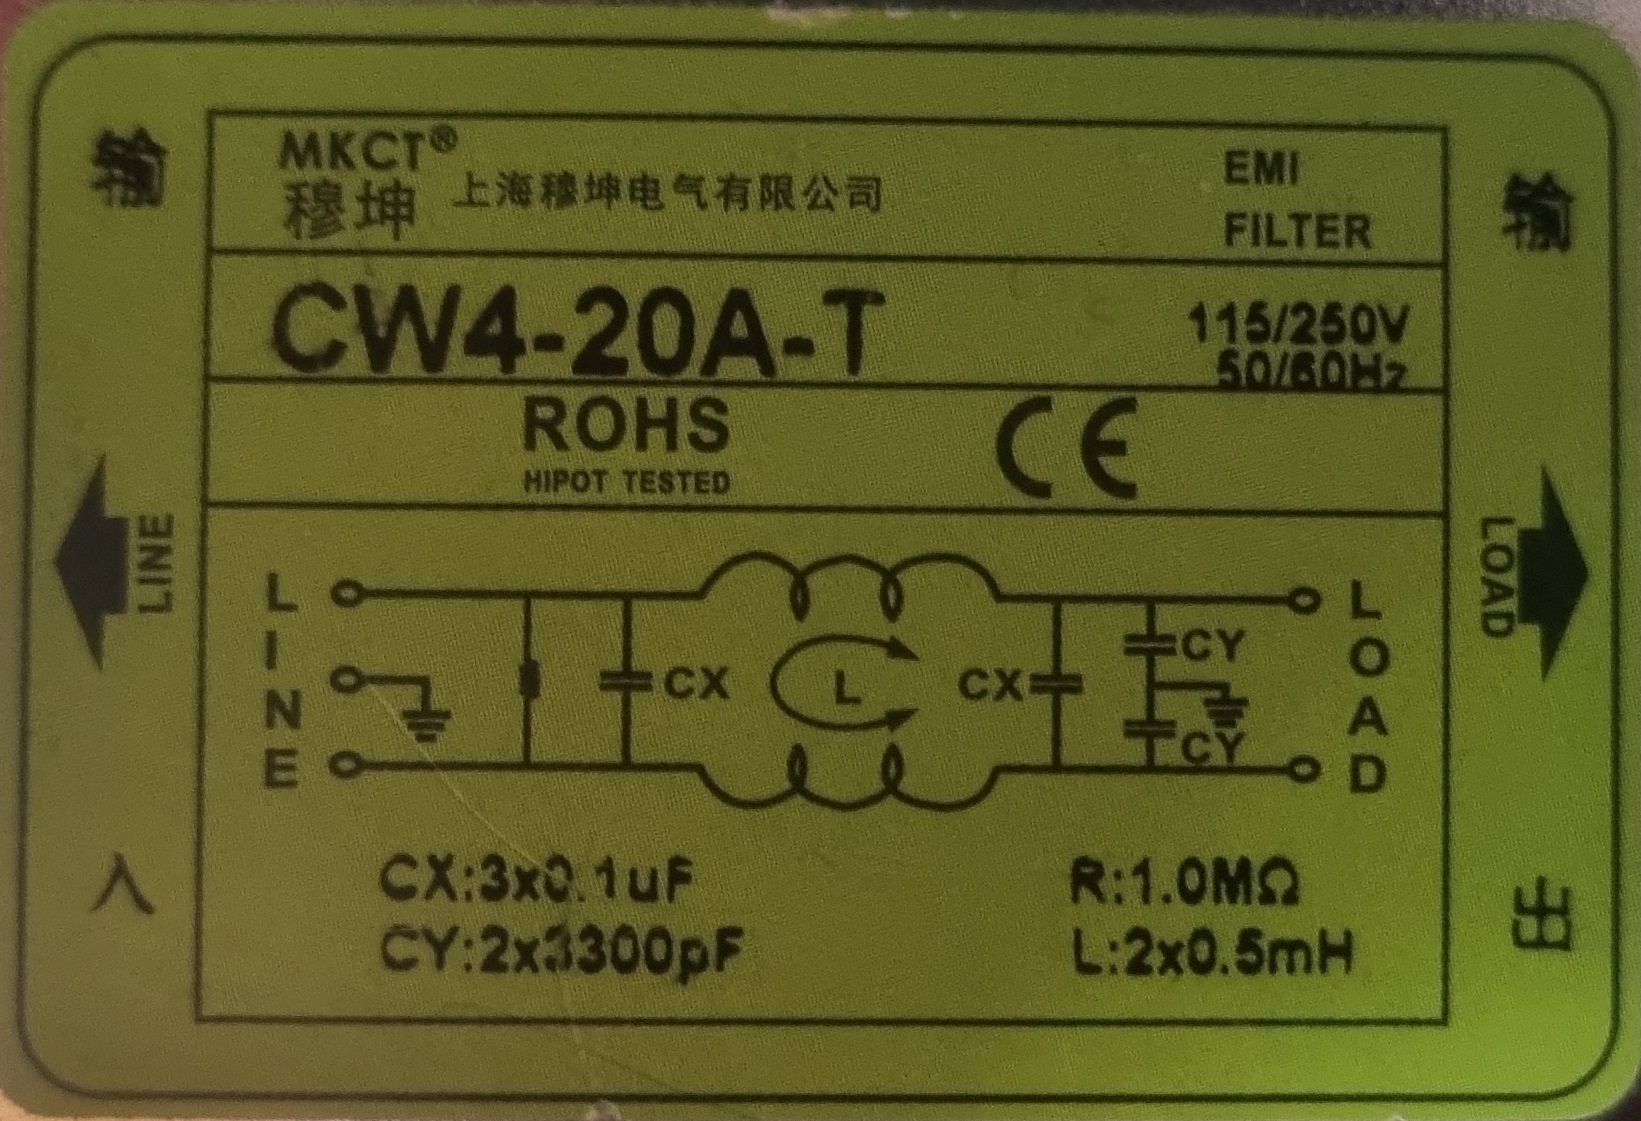 输
入
LINE
MKCT®
穆坤 上海穆坤电气有限公司
EMI
FILTER
CW4-20A-T
115/250V
50/60Hz
ROHS
HIPOT TESTED
CE
LINE
CX
L
CX
CY
CY
LOAD
CX:3x0.1uF
R:1.0MΩ
CY:2x3300pF
L:2x0.5mH
输
出
LOAD